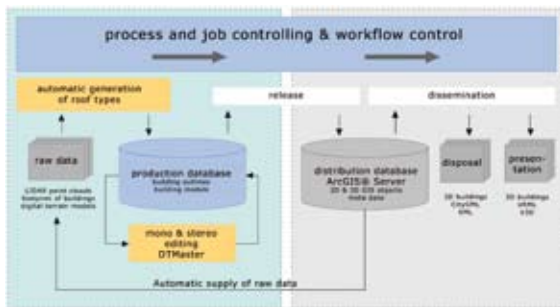 process and job controlling & workflow control
automatic generation
of roof types
release
dissemination
raw data
LIDAR point clouds
footprints of buildings
digital terrain models
production database
building outlines
building models
distribution database
ArcGIS® Server
2D & 3D GIS objects
meta data
disposal
3D buildings
CityGML
KML
presen-
tation
3D buildings
VRML
mono & stereo
editing
DTMaster
Automatic supply of raw data